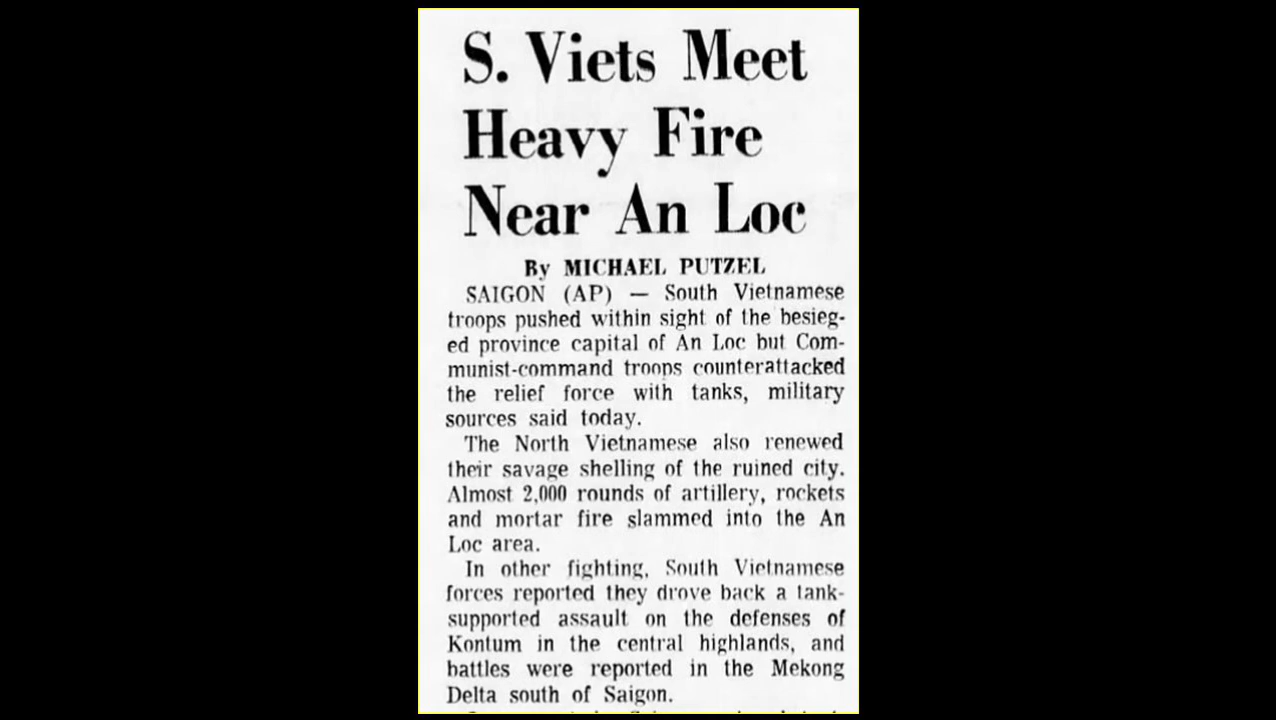 S. Viets Meet
Heavy Fire
Near An Loc
By MICHAEL PUTZEL
SAIGON (AP) — South Vietnamese
troops pushed within sight of the besieg-
ed province capital of An Loc but Com-
munist-command troops counterattacked
the relief force with tanks, military
sources said today.
The North Vietnamese also renewed
their savage shelling of the ruined city.
Almost 2,000 rounds of artillery, rockets
and mortar fire slammed into the An
Loc area.
In other fighting, South Vietnamese
forces reported they drove back a tank-
supported assault on the defenses of
Kontum in the central highlands, and
battles were reported in the Mekong
Delta south of Saigon.